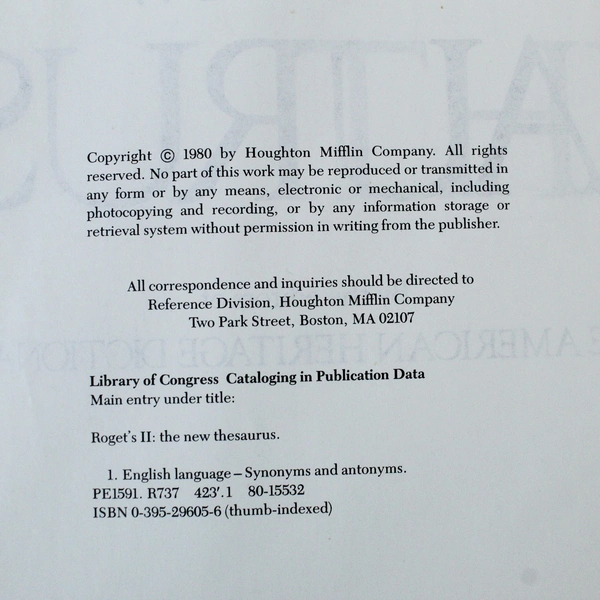 Copyright © 1980 by Houghton Mifflin Company. All rights
reserved. No part of this work may be reproduced or transmitted in
any form or by any means, electronic or mechanical, including
photocopying and recording, or by any information storage or
retrieval system without permission in writing from the publisher.
All correspondence and inquiries should be directed to
Reference Division, Houghton Mifflin Company
Two Park Street, Boston, MA 02107
AMERICAN HERITAGE DICTIONA
Library of Congress Cataloging in Publication Data
Main entry under title:
Roget's II: the new thesaurus.
1. English language–Synonyms and antonyms.
PE1591. R737 423′.1 80-15532
ISBN 0-395-29605-6 (thumb-indexed)